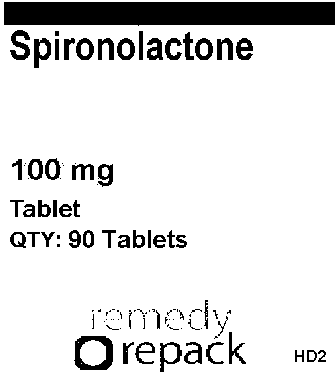 Spironolactone
100 mg
Tablet
QTY: 90 Tablets
remedy
repack
HD2